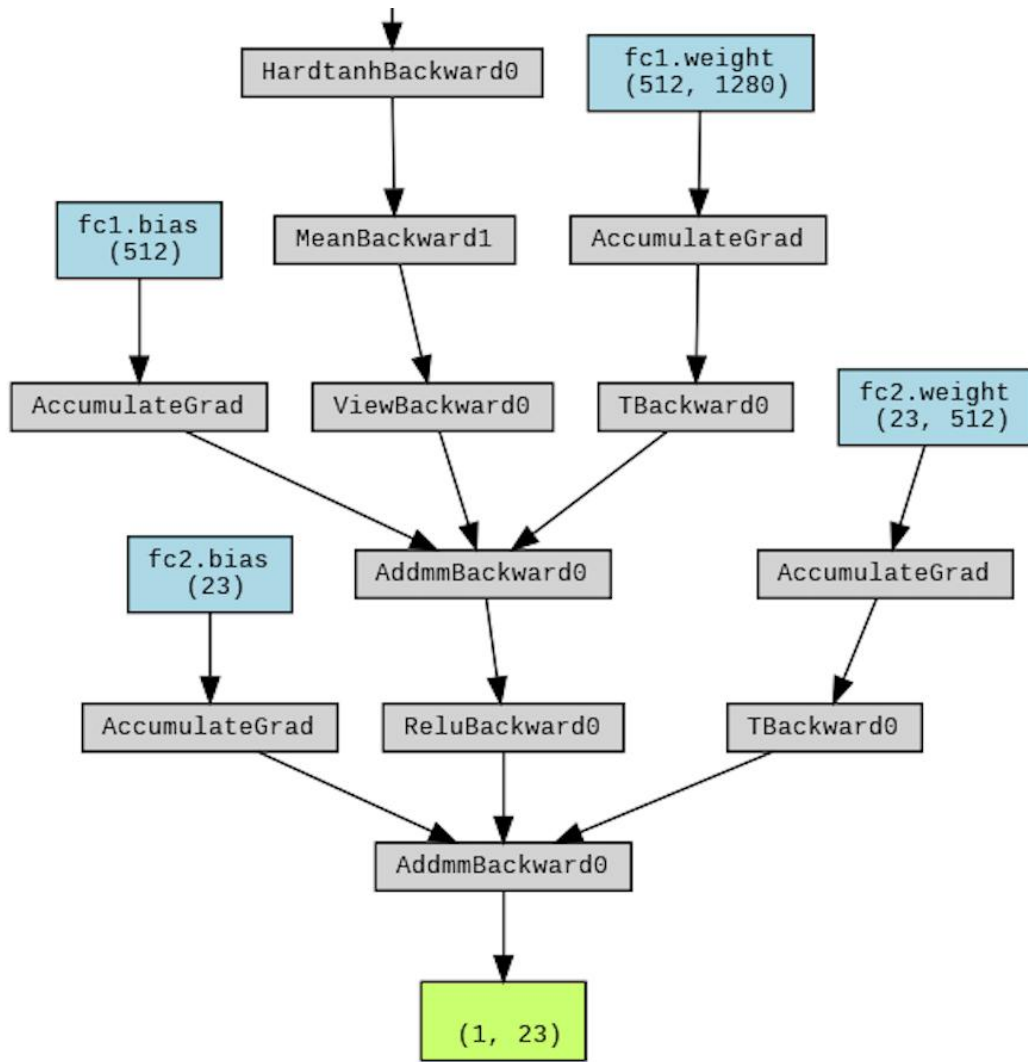 HardtanhBackward0
fc1.weight
(512, 1280)
fc1.bias
(512)
MeanBackward1
AccumulateGrad
AccumulateGrad
ViewBackward0
TBackward0
fc2.weight
(23, 512)
fc2.bias
(23)
AddmmBackward0
AccumulateGrad
AccumulateGrad
ReluBackward0
TBackward0
AddmmBackward0
(1, 23)